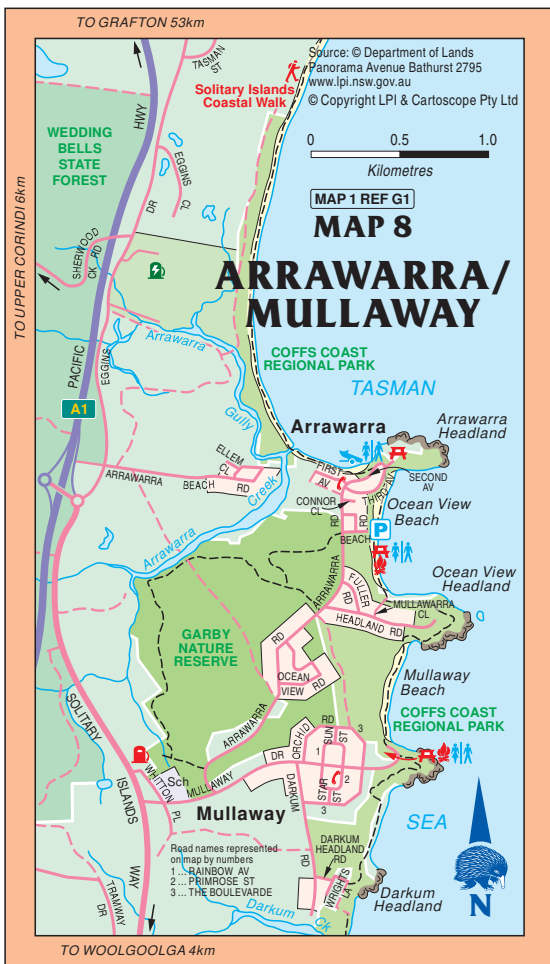 TO GRAFTON 53km
TO UPPER CORINDI 6km
TASMAN
ST
Source: © Department of Lands
Panorama Avenue Bathurst 2795
www.lpi.nsw.gov.au
© Copyright LPI & Cartoscope Pty Ltd
Solitary Islands
Coastal Walk
0 0.5 1.0
Kilometres
MAP 1 REF G1
MAP 8
ARRAWARRA/
MULLAWAY
WEDDING
BELLS
STATE
FOREST
HWY
EGGINS
CL
DR
SHERWOOD
CK RD
PACIFIC
EGGINS
A1
Arrawarra
Gully
COFFS COAST
REGIONAL PARK
TASMAN
Arrawarra
Arrawarra
Headland
ELLEM
CL
ARRAWARRA
BEACH RD
Creek
Arrawarra
FIRST
AV
SECOND
AV
THIRD AV
CONNOR
CL
RD
BEACH
ARRAWARRA
P
Ocean View
Beach
Ocean View
Headland
FULLER
RD
MULLAWARRA
CL
HEADLAND RD
GARBY
NATURE
RESERVE
RD
OCEAN
VIEW
RD
ARRAWARRA
Mullaway
Beach
COFFS COAST
REGIONAL PARK
SOLITARY
ISLANDS
WAY
Sch
WHITTON
PL
MULLAWAY
DR
ORCHID
RD
SUN
ST
3
1
2
STAR
ST
3
DARKUM
RD
Mullaway
SEA
Road names represented
on map by numbers
1 ... RAINBOW AV
2 ... PRIMROSE ST
3 ... THE BOULEVARDE
DARKUM
HEADLAND
RD
WRIGHTS
LA
TRAMWAY
DR
Darkum Ck
Darkum
Headland
N
TO WOOLGOOLGA 4km